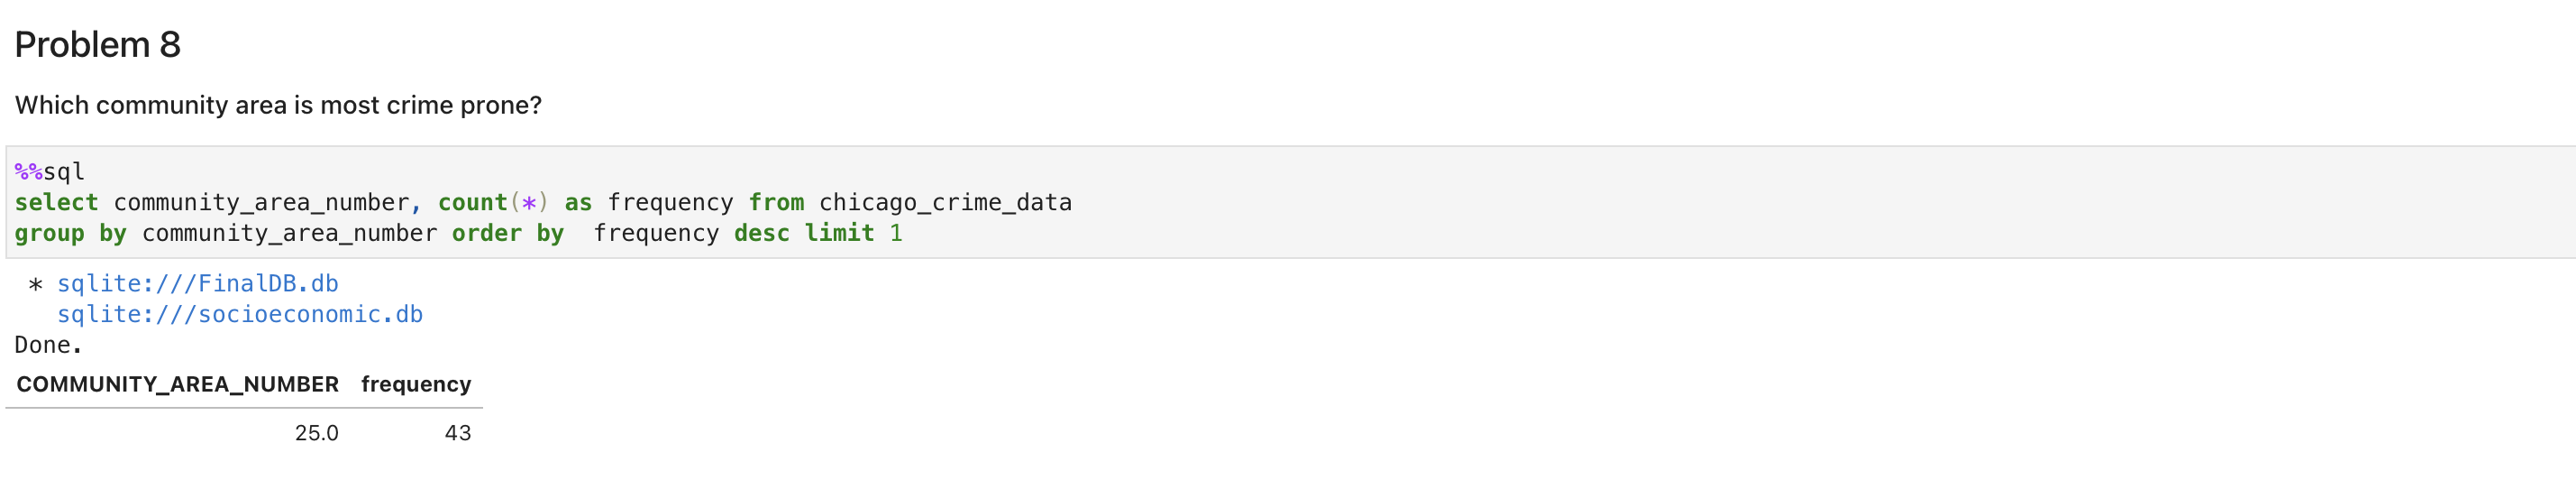 Problem 8
Which community area is most crime prone?
%%sql
select community_area_number, count(*) as frequency from chicago_crime_data
group by community_area_number order by  frequency desc limit 1
* sqlite:///FinalDB.db
sqlite:///socioeconomic.db
Done.
COMMUNITY_AREA_NUMBER frequency
25.0 43